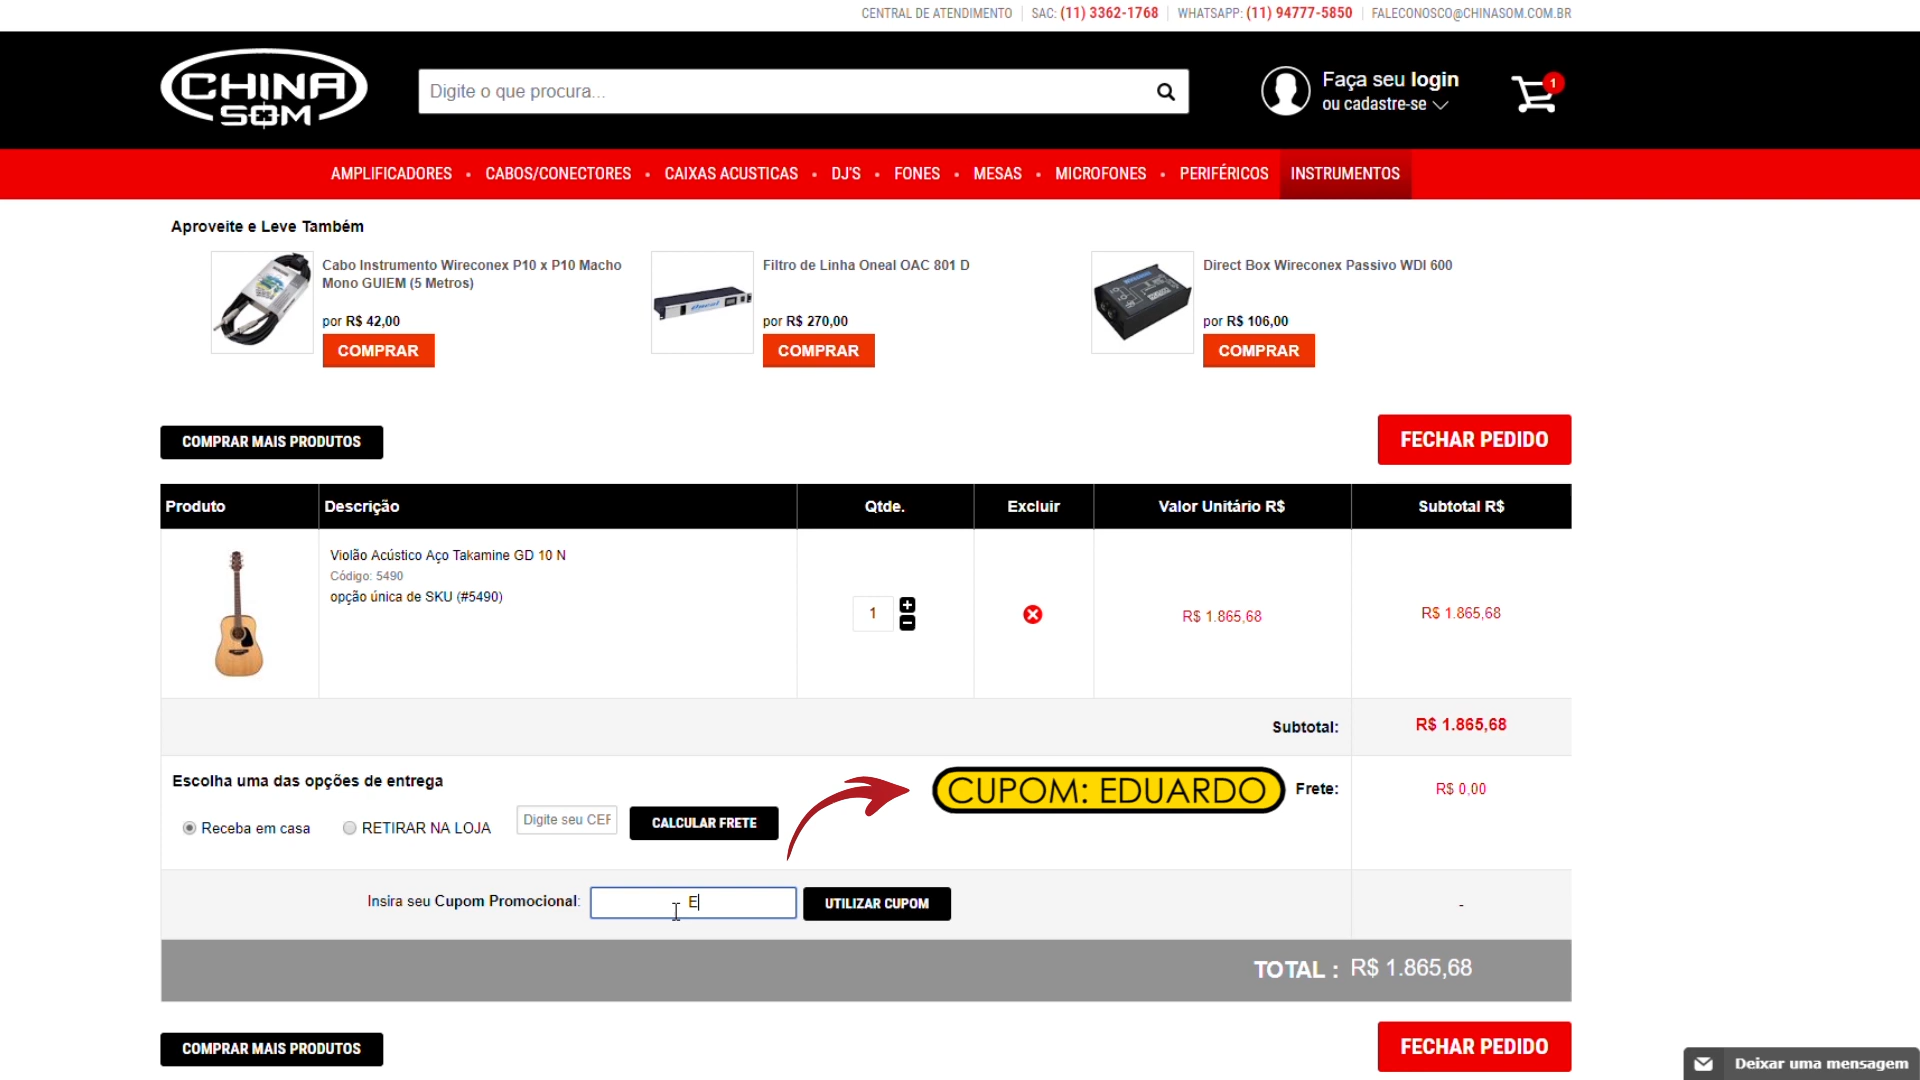 CENTRAL DE ATENDIMENTO SAC: (11) 3362-1768 WHATSAPP: (11) 94777-5850 FALECONOSCO@CHINASOM.COM.BR
CHINA
SOM
Digite o que procura...
Faça seu login
ou cadastre-se
1
AMPLIFICADORES • CABOS/CONECTORES • CAIXAS ACUSTICAS • DJ'S • FONES • MESAS • MICROFONES • PERIFÉRICOS INSTRUMENTOS
Aproveite e Leve Também
Cabo Instrumento Wireconex P10 x P10 Macho
Mono GUIEM (5 Metros)
por R$ 42,00
COMPRAR
Filtro de Linha Oneal OAC 801 D
por R$ 270,00
COMPRAR
Direct Box Wireconex Passivo WDI 600
por R$ 106,00
COMPRAR
COMPRAR MAIS PRODUTOS
FECHAR PEDIDO
Produto Descrição Qtde. Excluir Valor Unitário R$ Subtotal R$
Violão Acústico Aço Takamine GD 10 N
Código: 5490
opção única de SKU (#5490)
1
R$ 1.865,68
R$ 1.865,68
Subtotal: R$ 1.865,68
Escolha uma das opções de entrega
Receba em casa RETIRAR NA LOJA Digite seu CEP CALCULAR FRETE
CUPOM: EDUARDO
Frete: R$ 0,00
Insira seu Cupom Promocional: E UTILIZAR CUPOM -
TOTAL : R$ 1.865,68
COMPRAR MAIS PRODUTOS
FECHAR PEDIDO
Deixar uma mensagem